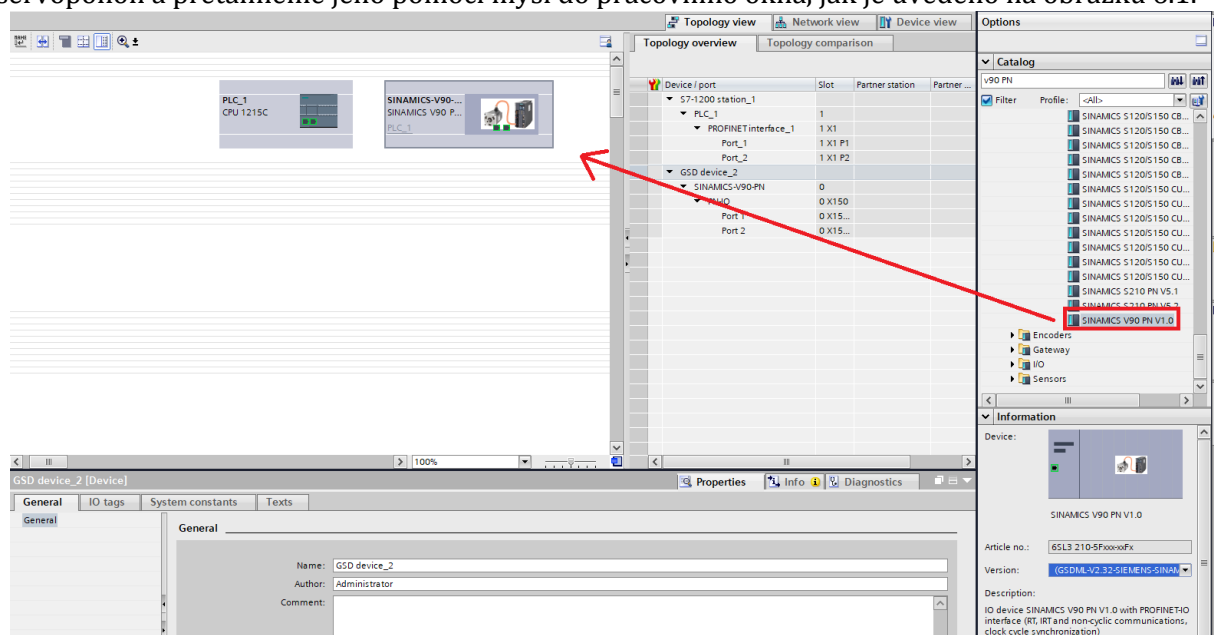 servopohon a přetáhneme jeho pomocí myši do pracovního okna, jak je uvedeno na obrázku 6.1.
Topology view
Network view
Device view
Options
Topology overview
Topology comparison
Catalog
v90 PN
Filter
Profile:
<All>
Device / port
Slot
Partner station
Partner ...
S7-1200 station_1
PLC_1
1
PROFINET interface_1
1 X1
Port_1
1 X1 P1
Port_2
1 X1 P2
GSD device_2
SINAMICS-V90-PN
0
PN-IO
0 X150
Port 1
0 X15...
Port 2
0 X15...
PLC_1
CPU 1215C
SINAMICS-V90-...
SINAMICS V90 P...
PLC_1
SINAMICS S120/S150 CB...
SINAMICS S120/S150 CB...
SINAMICS S120/S150 CB...
SINAMICS S120/S150 CB...
SINAMICS S120/S150 CB...
SINAMICS S120/S150 CU...
SINAMICS S120/S150 CU...
SINAMICS S120/S150 CU...
SINAMICS S120/S150 CU...
SINAMICS S120/S150 CU...
SINAMICS S120/S150 CU...
SINAMICS S120/S150 CU...
SINAMICS S210 PN V5.1
SINAMICS S210 PN V5.2
SINAMICS V90 PN V1.0
Encoders
Gateway
I/O
Sensors
100%
Information
Device:
SINAMICS V90 PN V1.0
Article no.:
6SL3 210-5Fxxx-xxFx
Version:
(GSDML-V2.32-SIEMENS-SINAM
Description:
IO device SINAMICS V90 PN V1.0 with PROFINET-IO
interface (RT, IRT and non-cyclic communications,
clock cycle synchronization)
GSD device_2 [Device]
Properties
Info
Diagnostics
General
IO tags
System constants
Texts
General
General
Name:
GSD device_2
Author:
Administrator
Comment: